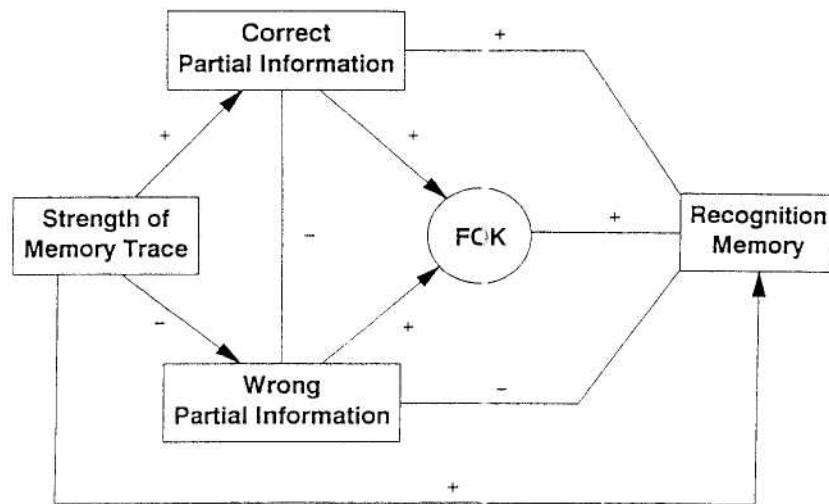 Correct
Partial Information
+
+
+
Strength of
Memory Trace
FOK
+
Recognition
Memory
–
–
+
Wrong
Partial Information
–
+